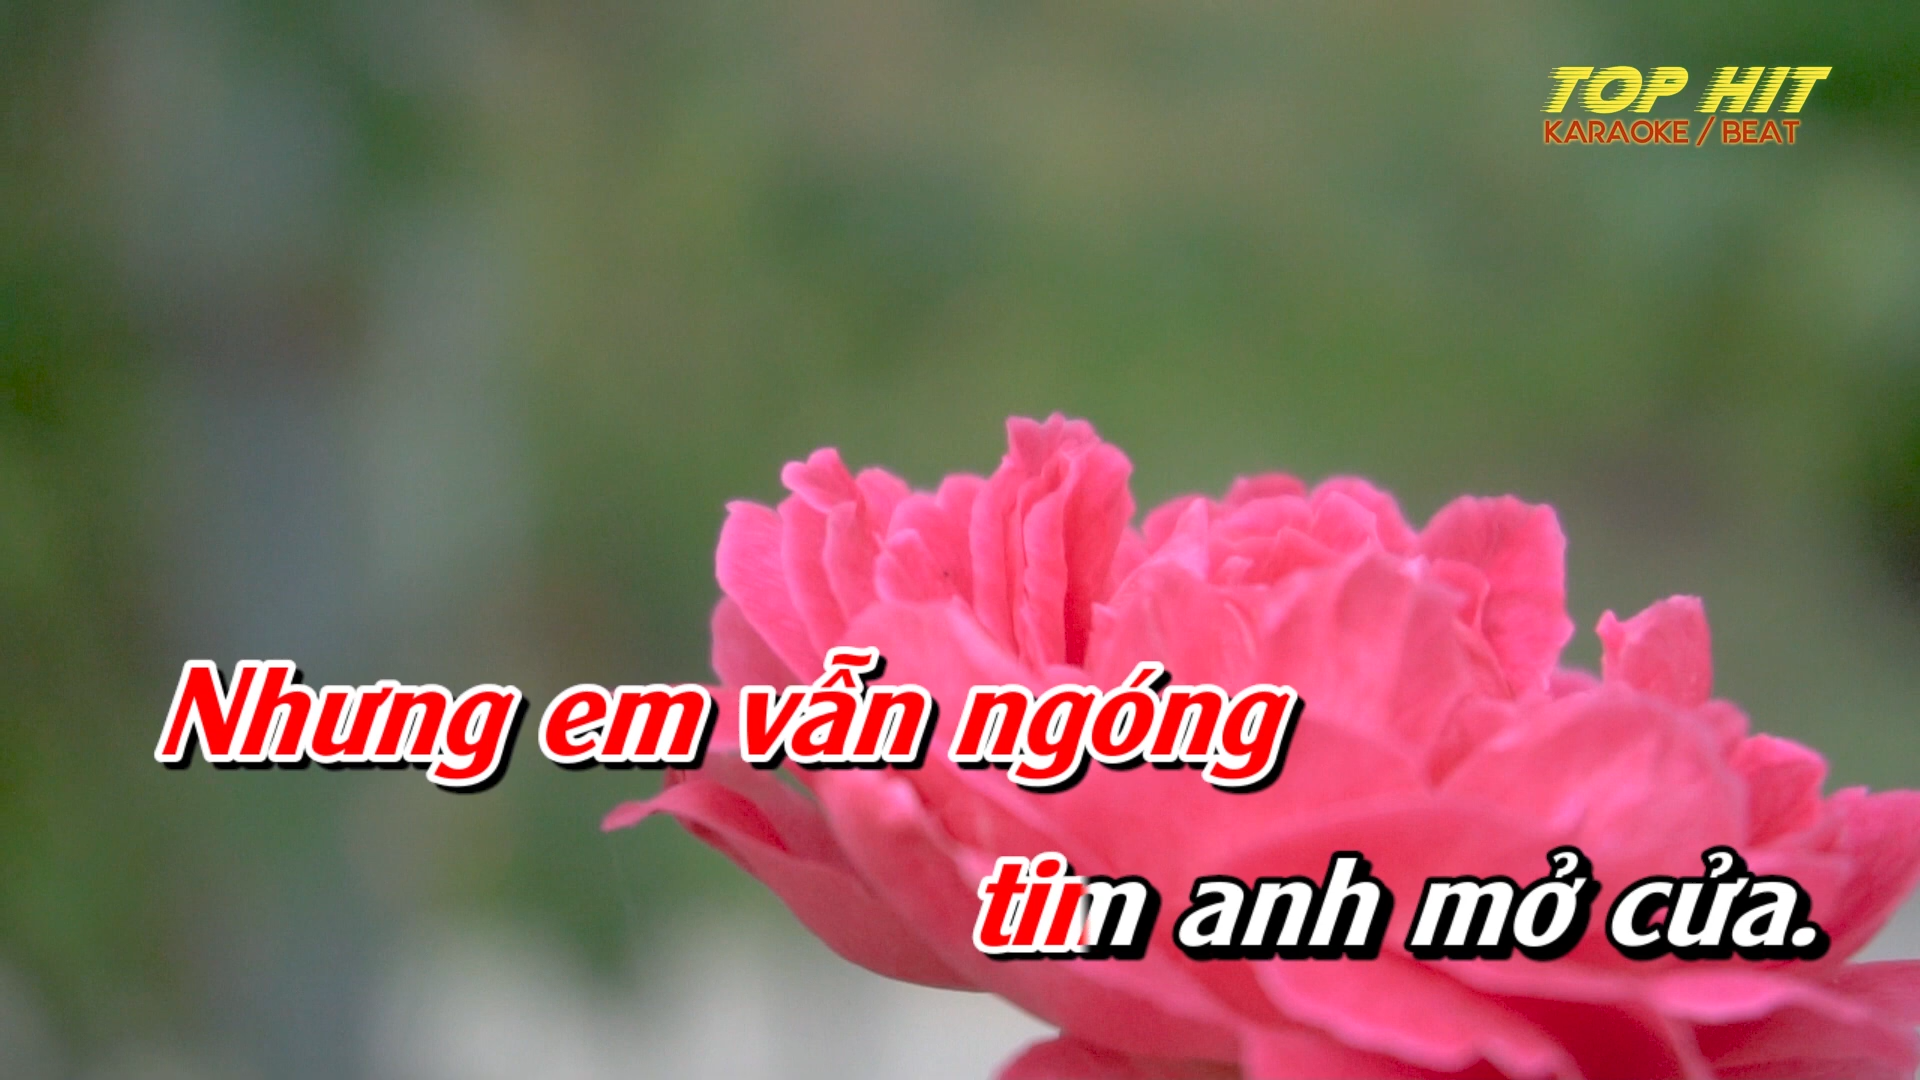 TOP HIT
KARAOKE / BEAT
Nhưng em vẫn ngóng
tim anh mở cửa.